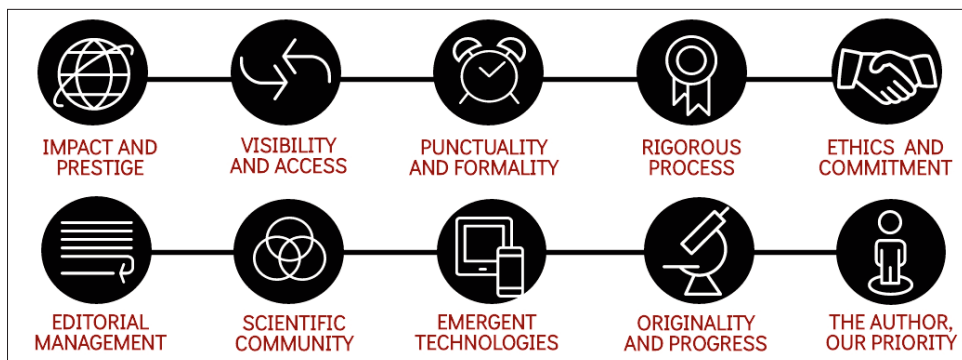 IMPACT AND
PRESTIGE
VISIBILITY
AND ACCESS
PUNCTUALITY
AND FORMALITY
RIGOROUS
PROCESS
ETHICS AND
COMMITMENT
EDITORIAL
MANAGEMENT
SCIENTIFIC
COMMUNITY
EMERGENT
TECHNOLOGIES
ORIGINALITY
AND PROGRESS
THE AUTHOR,
OUR PRIORITY